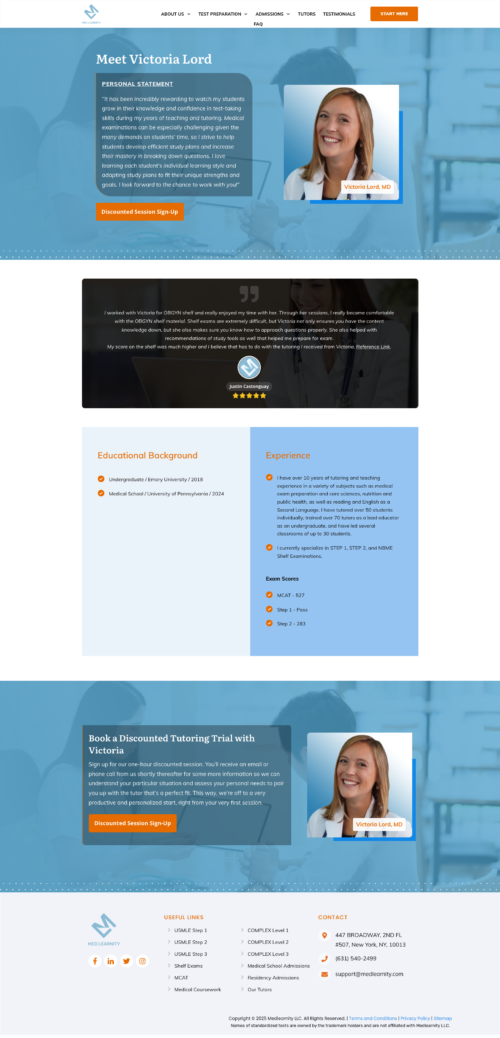 ABOUT US
TEST PREPARATION
ADMISSIONS
TUTORS
TESTIMONIALS
FAQ
START HERE
MED LEARNITY
Meet Victoria Lord
PERSONAL STATEMENT
"It has been incredibly rewarding to watch my students
grow in their knowledge and confidence in test-taking
skills during my years of teaching and tutoring. Medical
examinations can be especially challenging given the
many demands on students' time, so I strive to help
students develop efficient study plans and increase
their mastery in breaking down questions. I love
learning each student's individual learning style and
adapting study plans to fit their unique strengths and
goals. I look forward to the chance to work with you!"
Victoria Lord, MD
Discounted Session Sign-Up
I worked with Victoria for OBGYN shelf and really enjoyed my time with her. Through her sessions, I really became comfortable
with the OBGYN shelf material. Shelf exams are extremely difficult, but Victoria not only ensures you have the content
knowledge down, but she also makes sure you know how to approach questions properly. She also helped with
recommendations of study tools as well that helped me prepare for exam.
My score on the shelf was much higher and I believe that has to do with the tutoring I received from Victoria. Reference Link.
Justin Castonguay
Educational Background
Undergraduate / Emory University / 2018
Medical School / University of Pennsylvania / 2024
Experience
I have over 10 years of tutoring and teaching
experience in a variety of subjects such as medical
exam preparation and core sciences, nutrition and
public health, as well as reading and English as a
Second Language. I have tutored over 50 students
individually, trained over 70 tutors as a lead educator
as an undergraduate, and have led several
classrooms of up to 30 students.
I currently specialize in STEP 1, STEP 2, and NBME
Shelf Examinations.
Exam Scores
MCAT - 527
Step 1 - Pass
Step 2 - 283
Book a Discounted Tutoring Trial with
Victoria
Sign up for our one-hour discounted session. You'll receive an email or
phone call from us shortly thereafter for some more information so we can
understand your particular situation and assess your personal needs to pair
you up with the tutor that's a perfect fit. This way, we're off to a very
productive and personalized start, right from your very first session.
Discounted Session Sign-Up
Victoria Lord, MD
MED LEARNITY
USEFUL LINKS
USMLE Step 1
USMLE Step 2
USMLE Step 3
Shelf Exams
MCAT
Medical Coursework
COMPLEX Level 1
COMPLEX Level 2
COMPLEX Level 3
Medical School Admissions
Residency Admissions
Our Tutors
CONTACT
447 BROADWAY, 2ND FL
#507, New York, NY, 10013
(631) 540-2499
support@medlearnity.com
Copyright © 2025 Medlearnity LLC. All Rights Reserved. | Terms and Conditions | Privacy Policy | Sitemap
Names of standardized tests are owned by the trademark holders and are not affiliated with Medlearnity LLC.